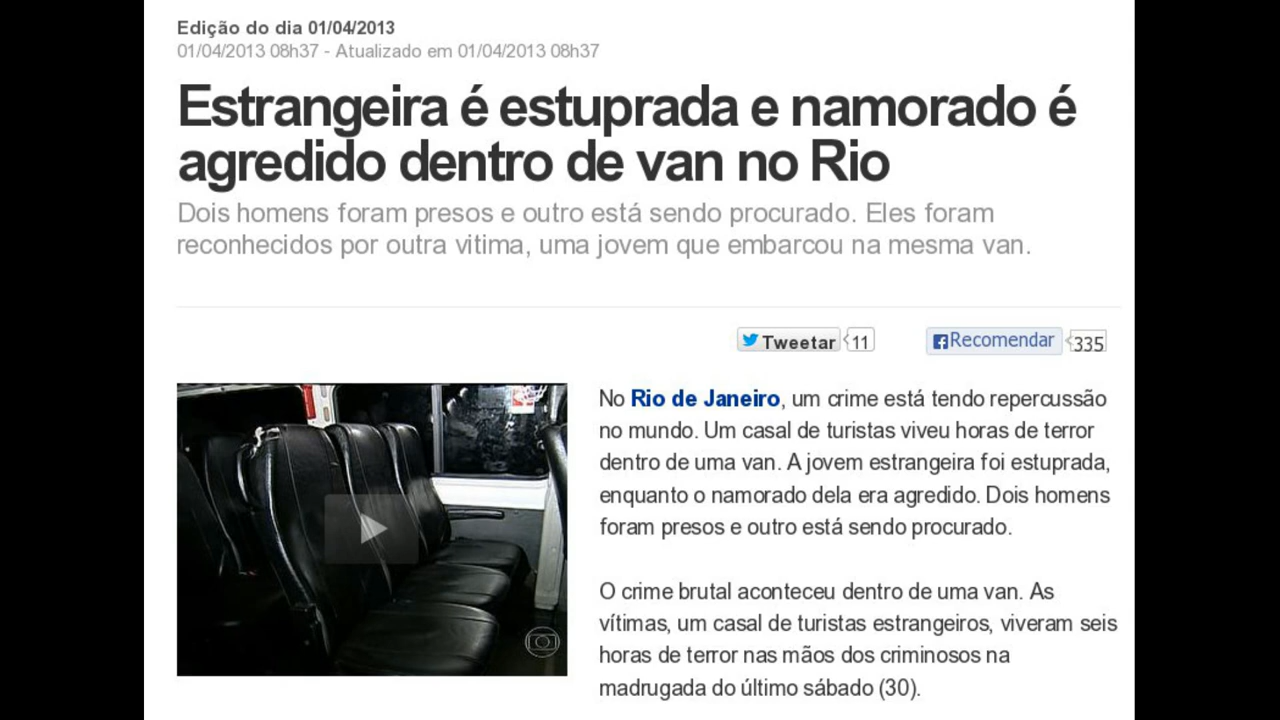 Edição do dia 01/04/2013
01/04/2013 08h37 - Atualizado em 01/04/2013 08h37
Estrangeira é estuprada e namorado é
agredido dentro de van no Rio
Dois homens foram presos e outro está sendo procurado. Eles foram
reconhecidos por outra vitima, uma jovem que embarcou na mesma van.
Tweetar 11 Recomendar 335
No Rio de Janeiro, um crime está tendo repercussão
no mundo. Um casal de turistas viveu horas de terror
dentro de uma van. A jovem estrangeira foi estuprada,
enquanto o namorado dela era agredido. Dois homens
foram presos e outro está sendo procurado.
O crime brutal aconteceu dentro de uma van. As
vítimas, um casal de turistas estrangeiros, viveram seis
horas de terror nas mãos dos criminosos na
madrugada do último sábado (30).